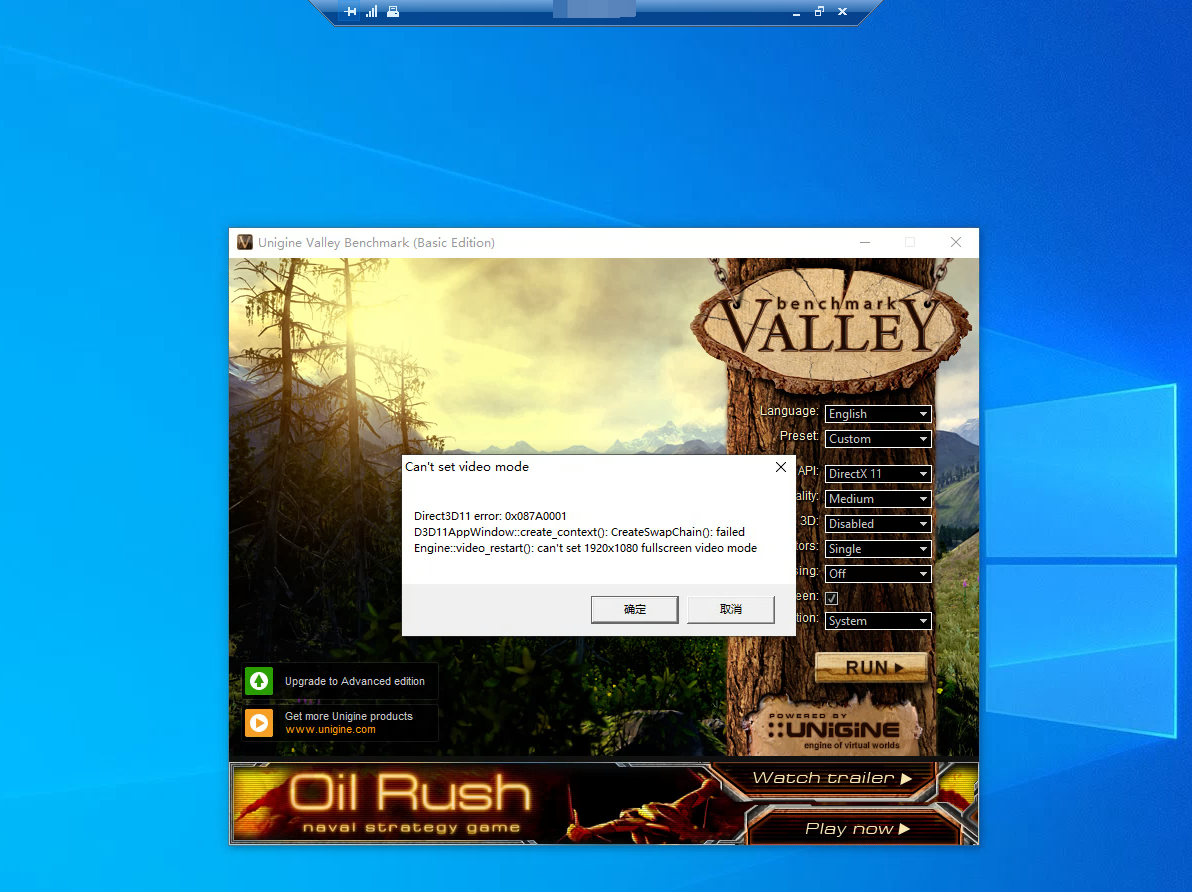 Unigine Valley Benchmark (Basic Edition)
benchmark
VALLEY
Language: English
Preset: Custom
API: DirectX 11
ality: Medium
3D: Disabled
tors: Single
sing: Off
een:
tion: System
Can't set video mode
Direct3D11 error: 0x087A0001
D3D11AppWindow::create_context(): CreateSwapChain(): failed
Engine::video_restart(): can't set 1920x1080 fullscreen video mode
确定
取消
RUN
Upgrade to Advanced edition
Get more Unigine products
www.unigine.com
POWERED BY
UNIGINE
engine of virtual worlds
Oil Rush
naval strategy game
Watch trailer
Play now